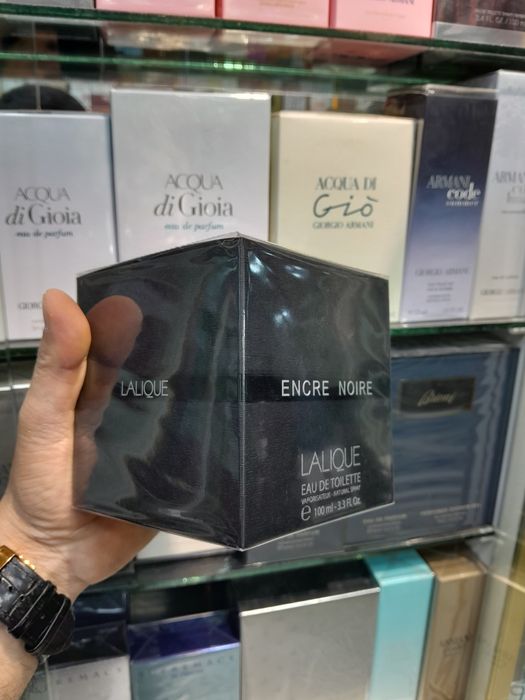 ACQUA
di Gioia
eau de parfum
ACQUA
di Gioia
eau de parfum
ACQUA DI
Giò
GIORGIO ARMANI
ARMANI
code
GIORGIO ARMANI
LALIQUE
ENCRE NOIRE
LALIQUE
EAU DE TOILETTE
VAPORISATEUR - NATURAL SPRAY
e 100 ml - 3.3 Fl. Oz.
Brioni